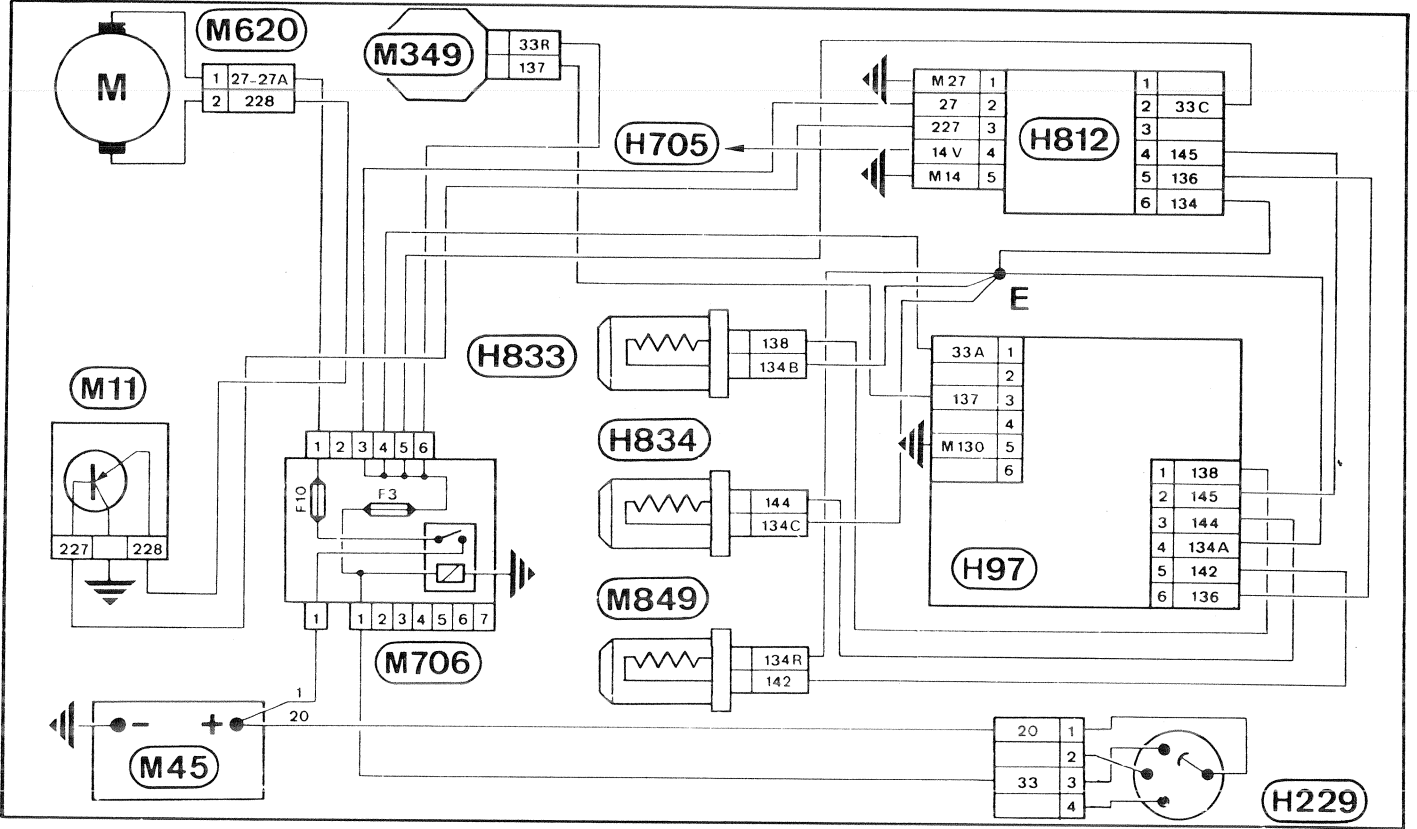 M620
M
1 27-27A
2 228
M349
33R
137
H705
M 27 1
27 2
227 3
14 V 4
M 14 5
H812
1
2 33C
3
4 145
5 136
6 134
E
H833
138
134 B
H834
144
134C
M849
134R
142
33A 1
2
137 3
4
M 130 5
6
H97
1 138
2 145
3 144
4 134A
5 142
6 136
M11
227 228
1 2 3 4 5 6
F10
F3
1
1 2 3 4 5 6 7
M706
1
20
- +
M45
20 1
2
33 3
4
H229